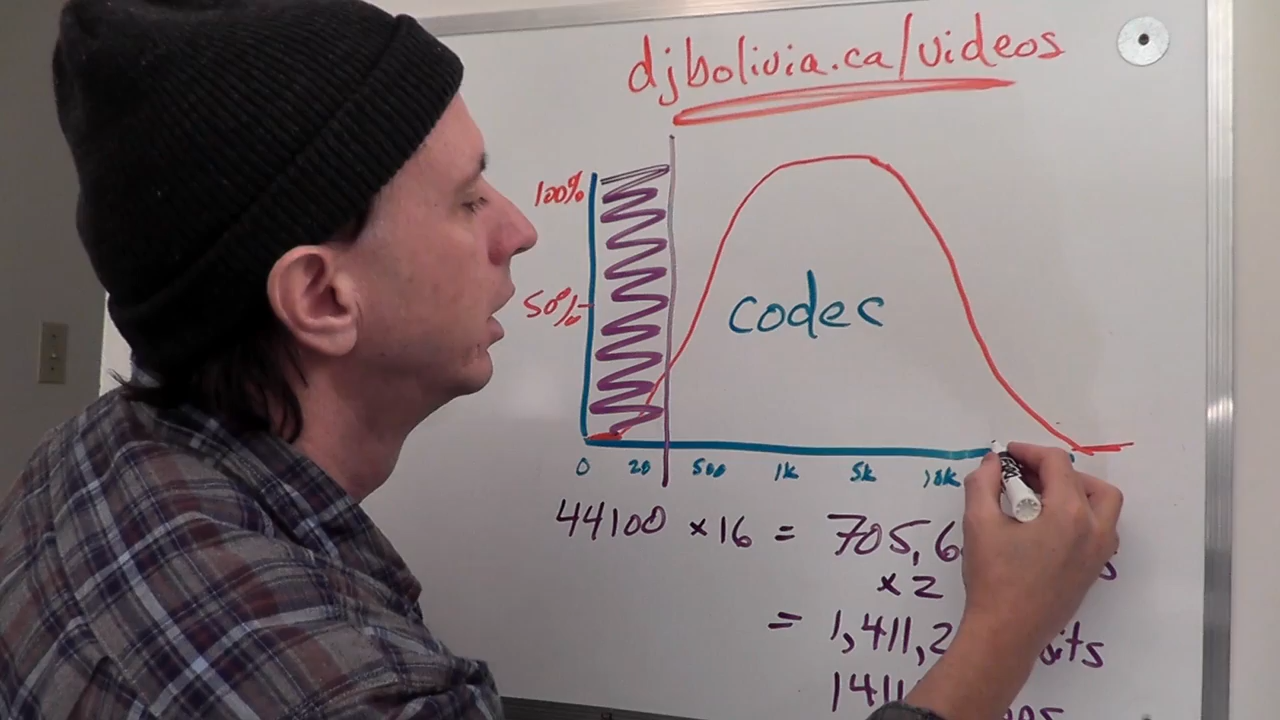 djbolivia.ca/videos
100%
50%
codec
0 20 500 1k 5k 10k
44100 x 16 = 705,6
x 2
= 1,411,2
1411